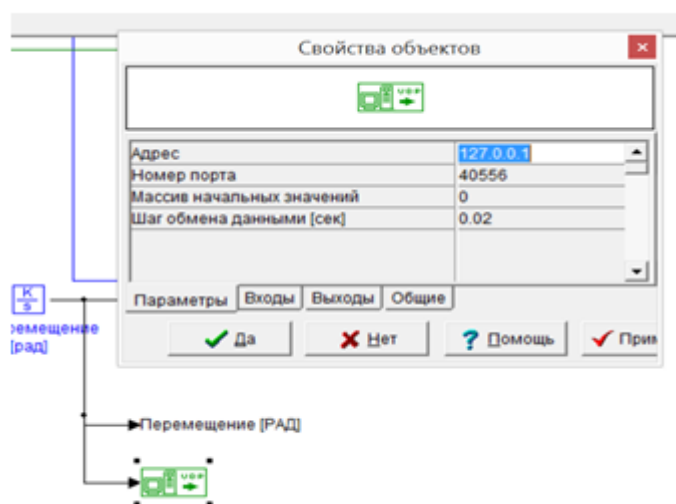 Свойства объектов
UDP
Адрес 127.0.0.1
Номер порта 40556
Массив начальных значений 0
Шаг обмена данными [сек] 0.02
Параметры Входы Выходы Общие
Да Нет Помощь Прим
K
s
ремещение
[рад]
Перемещение [РАД]
UDP